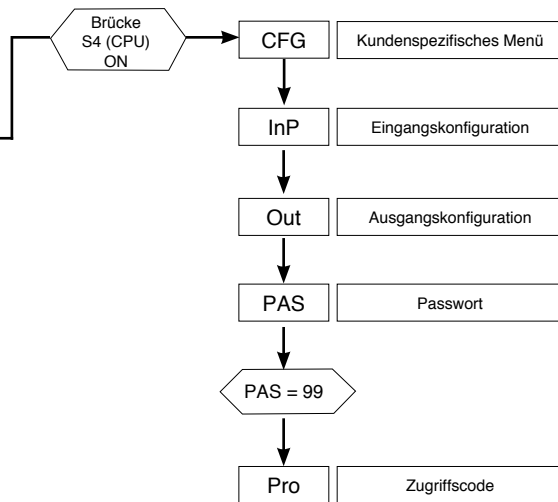 Brücke
S4 (CPU)
ON
CFG
Kundenspezifisches Menü
InP
Eingangskonfiguration
Out
Ausgangskonfiguration
PAS
Passwort
PAS = 99
Pro
Zugriffscode